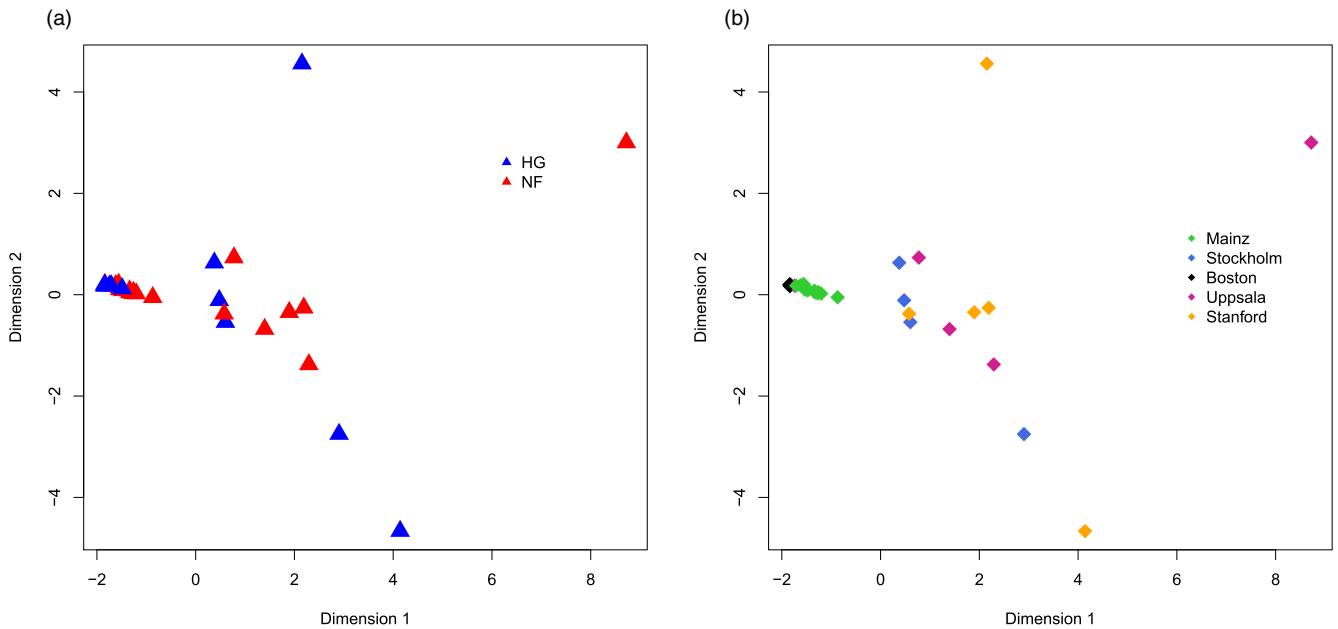 (a)
4
2
0
−2
−4
Dimension 2
HG
NF
−2 0 2 4 6 8
Dimension 1
(b)
4
2
0
−2
−4
Dimension 2
Mainz
Stockholm
Boston
Uppsala
Stanford
−2 0 2 4 6 8
Dimension 1